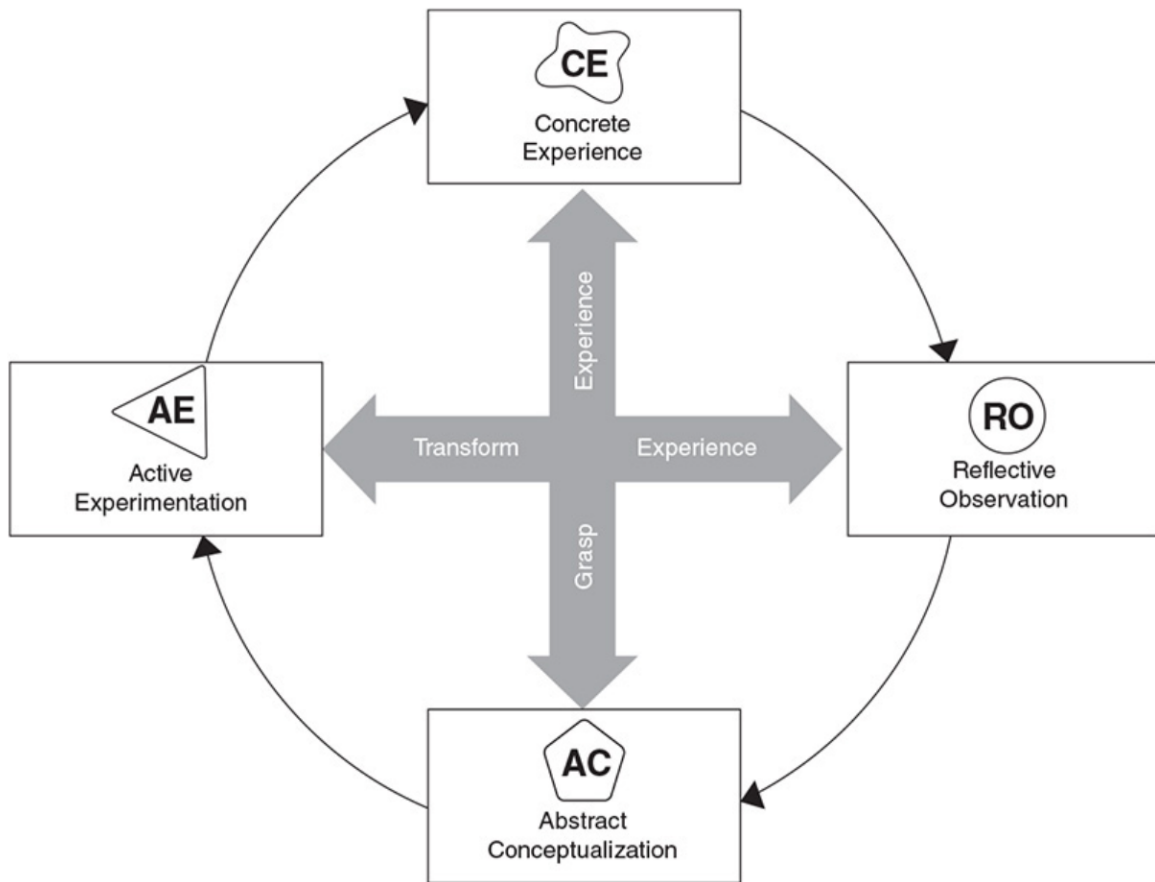 CE
Concrete
Experience
Experience
AE
Active
Experimentation
Transform
Experience
RO
Reflective
Observation
Grasp
AC
Abstract
Conceptualization